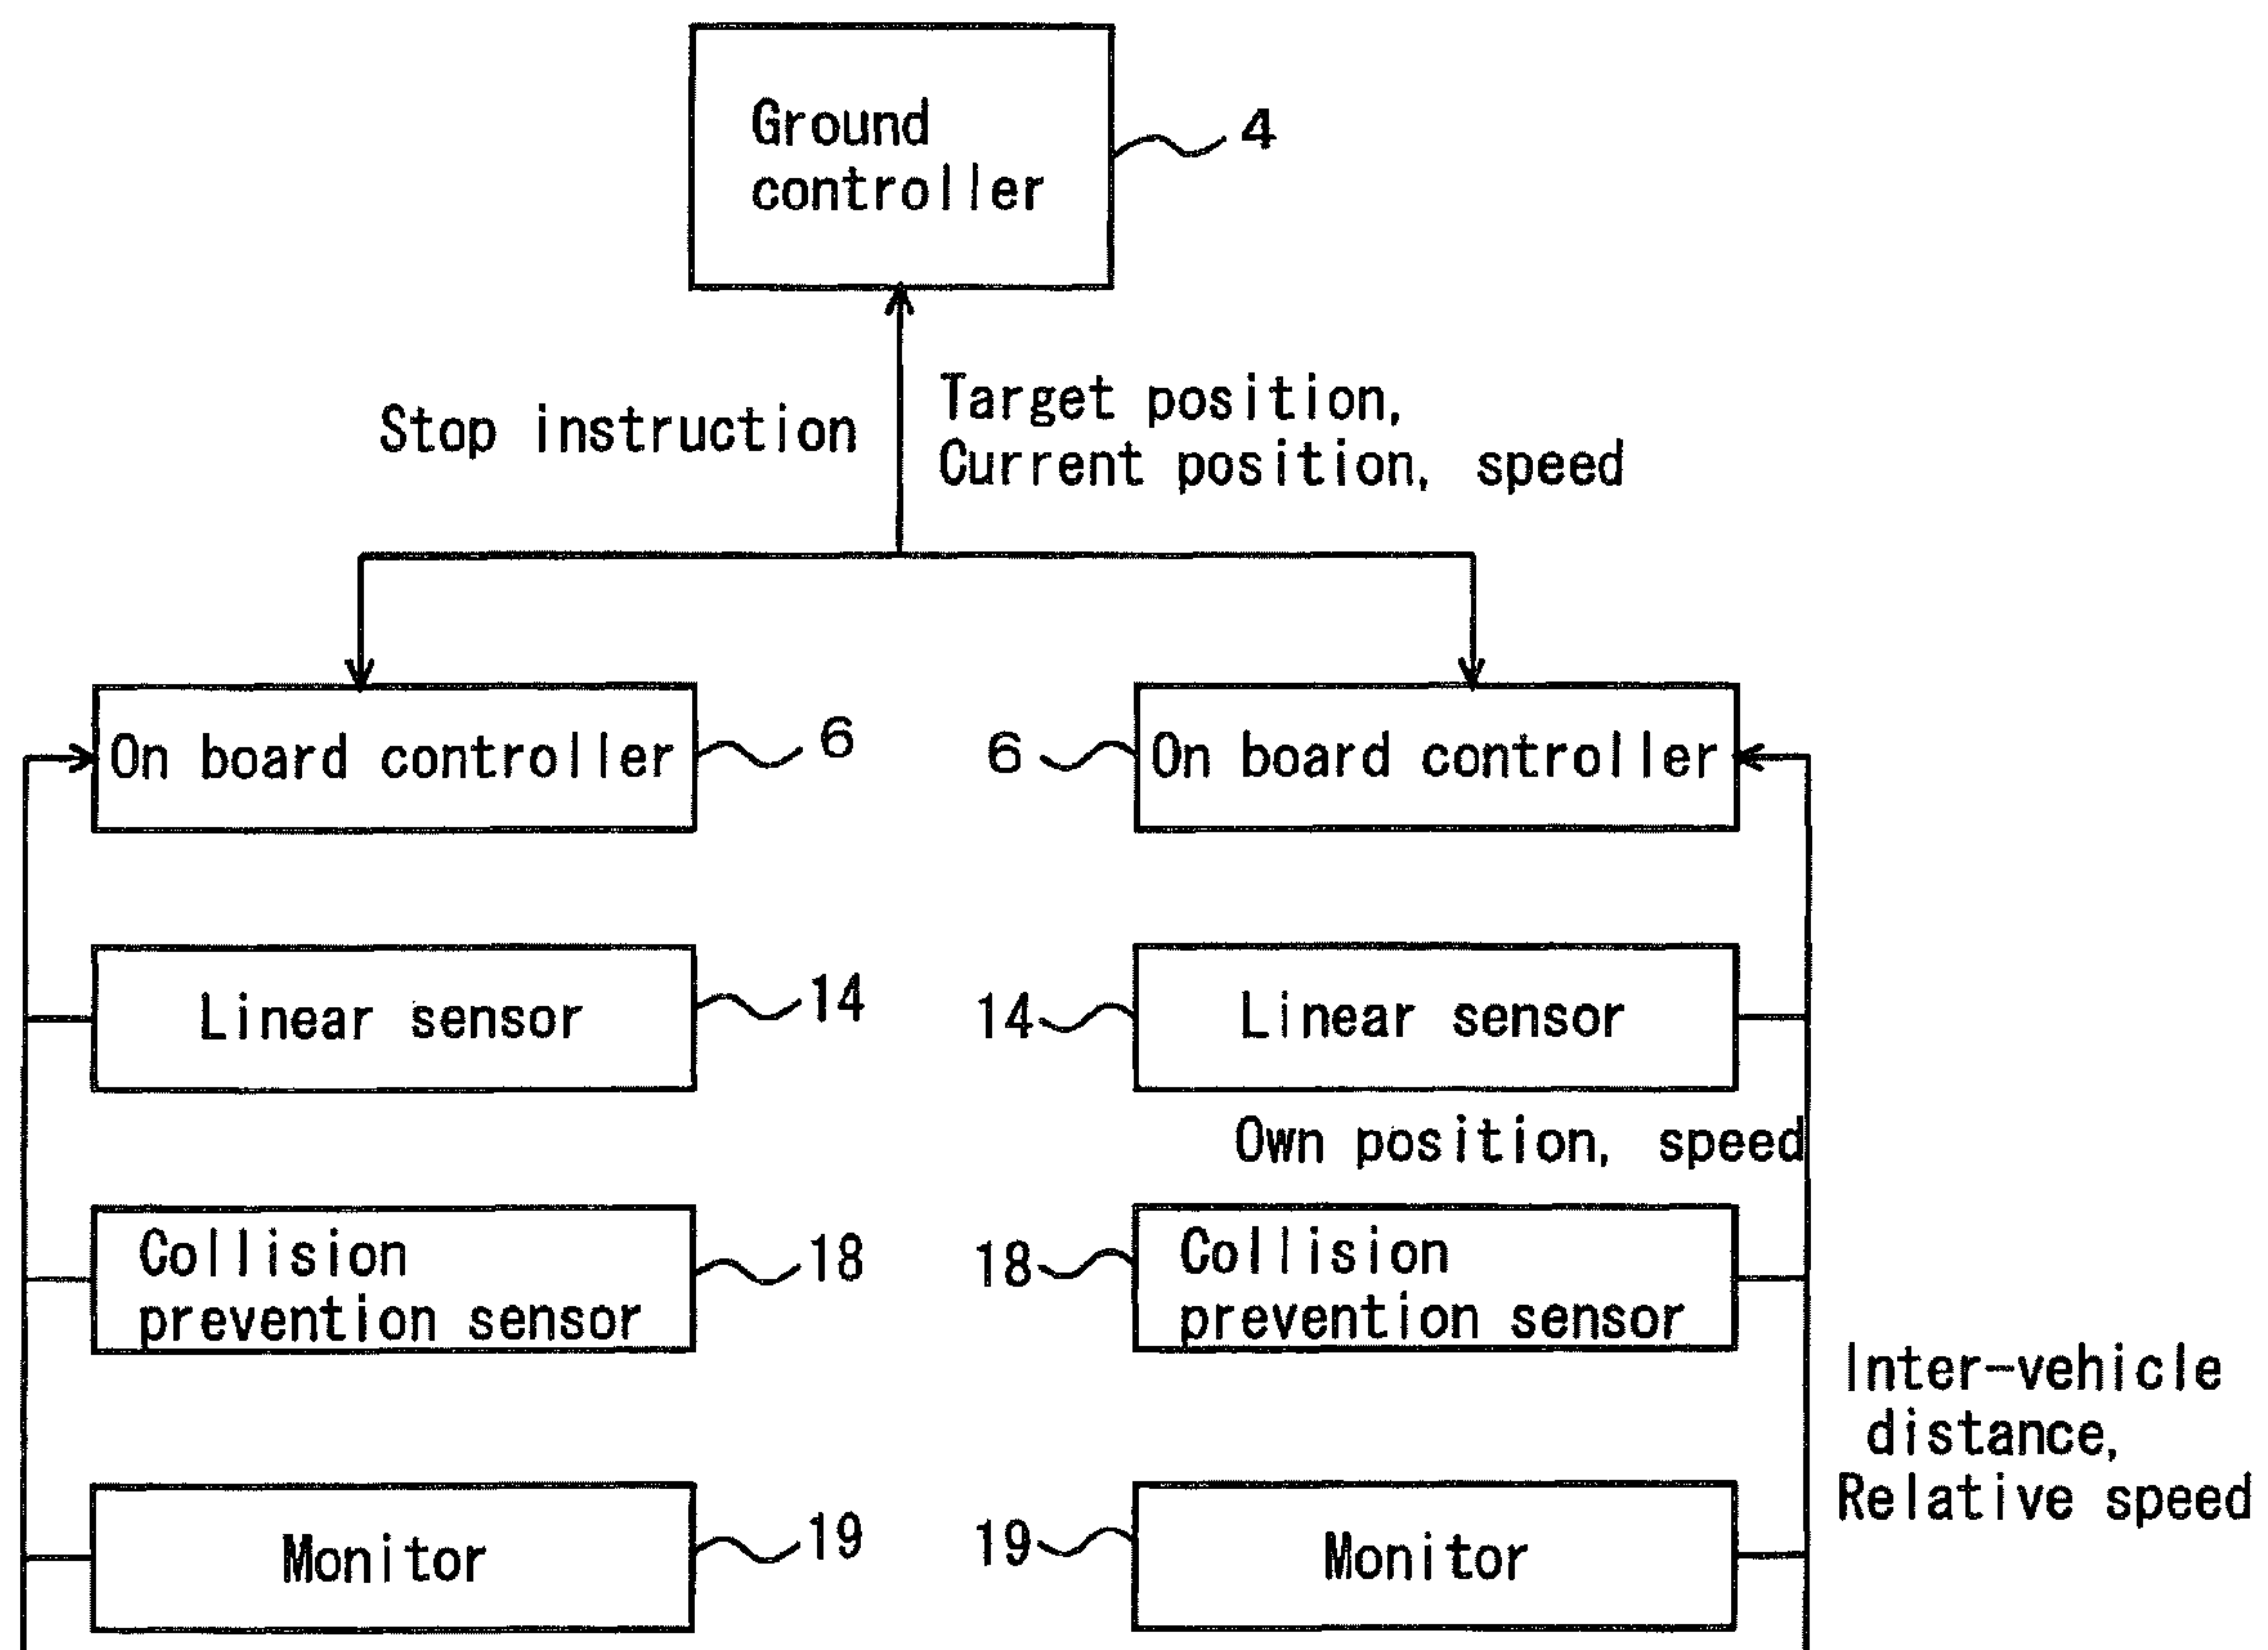 Ground
controller
4
Stop instruction
Target position,
Current position, speed
On board controller
6
6
On board controller
Linear sensor
14
14
Linear sensor
Own position, speed
Collision
prevention sensor
18
18
Collision
prevention sensor
Inter-vehicle
distance,
Relative speed
Monitor
19
19
Monitor